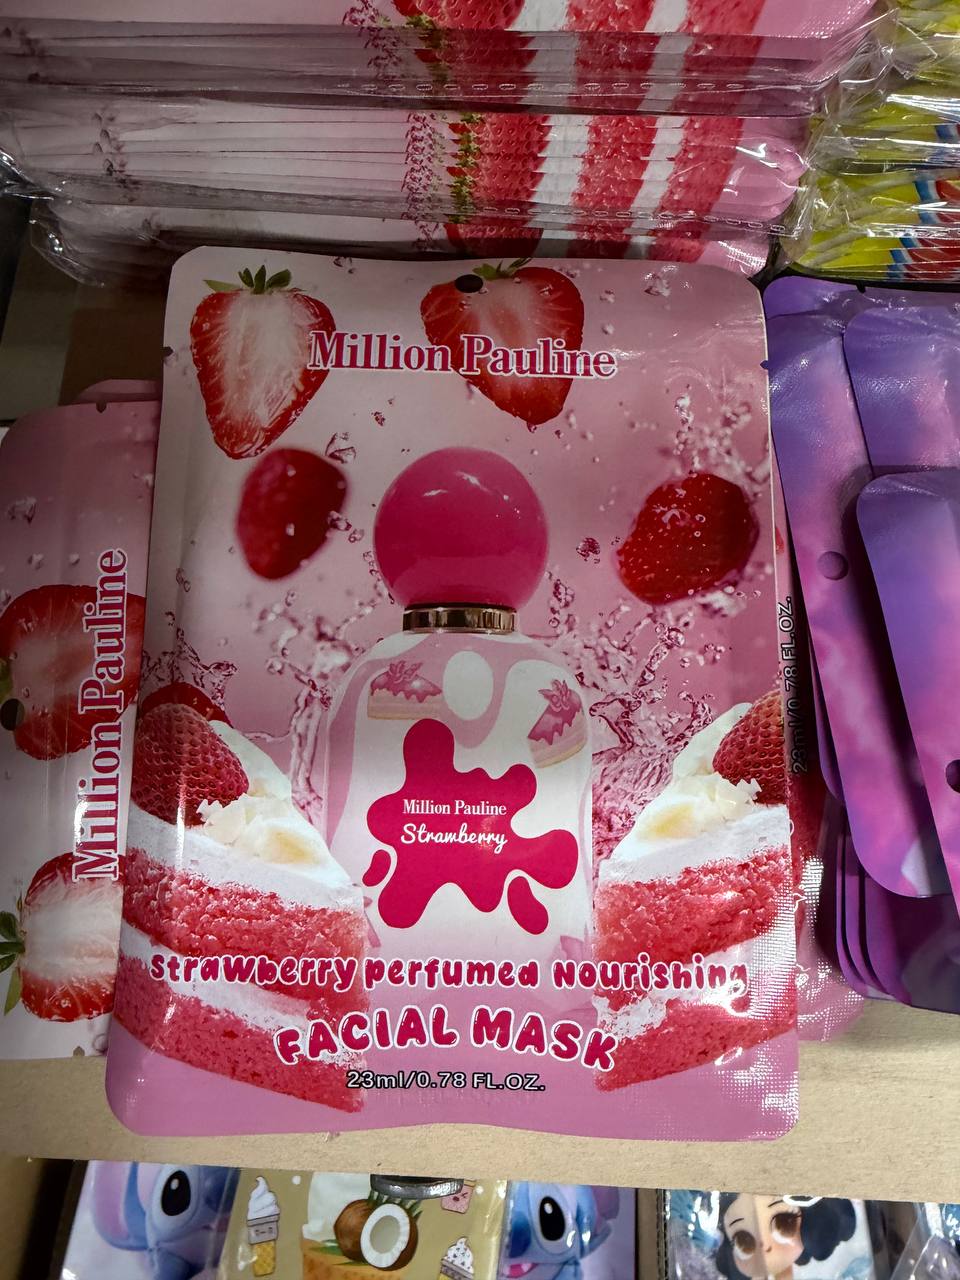 Million Pauline
Million Pauline
Strawberry
strawberry perfumed Nourishing
FACIAL MASK
23ml/0.78 FL.OZ.
Million Pauline
23ml/0.78 FL.OZ.